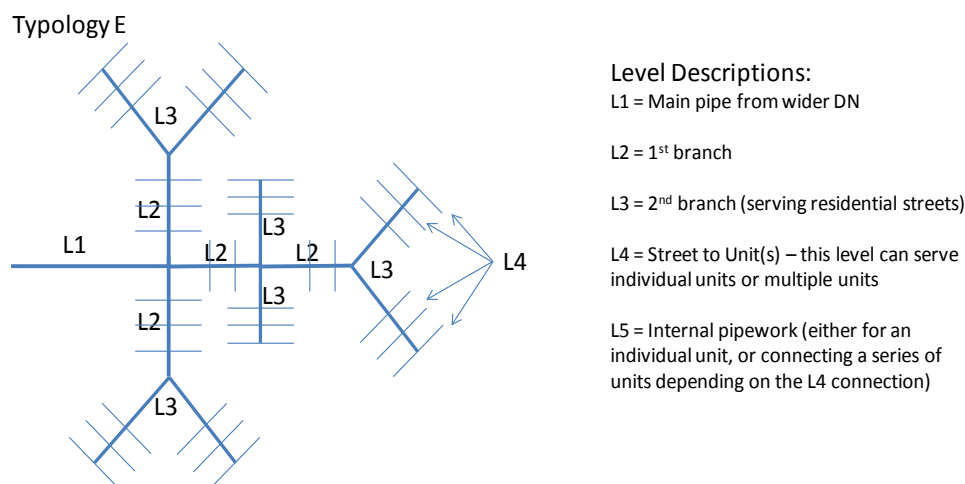 Typology E
L3
L2
L3
L1
L2
L2
L3
L4
L3
L2
L3
Level Descriptions:
L1 = Main pipe from wider DN
L2 = 1st branch
L3 = 2nd branch (serving residential streets)
L4 = Street to Unit(s) – this level can serve
individual units or multiple units
L5 = Internal pipework (either for an
individual unit, or connecting a series of
units depending on the L4 connection)